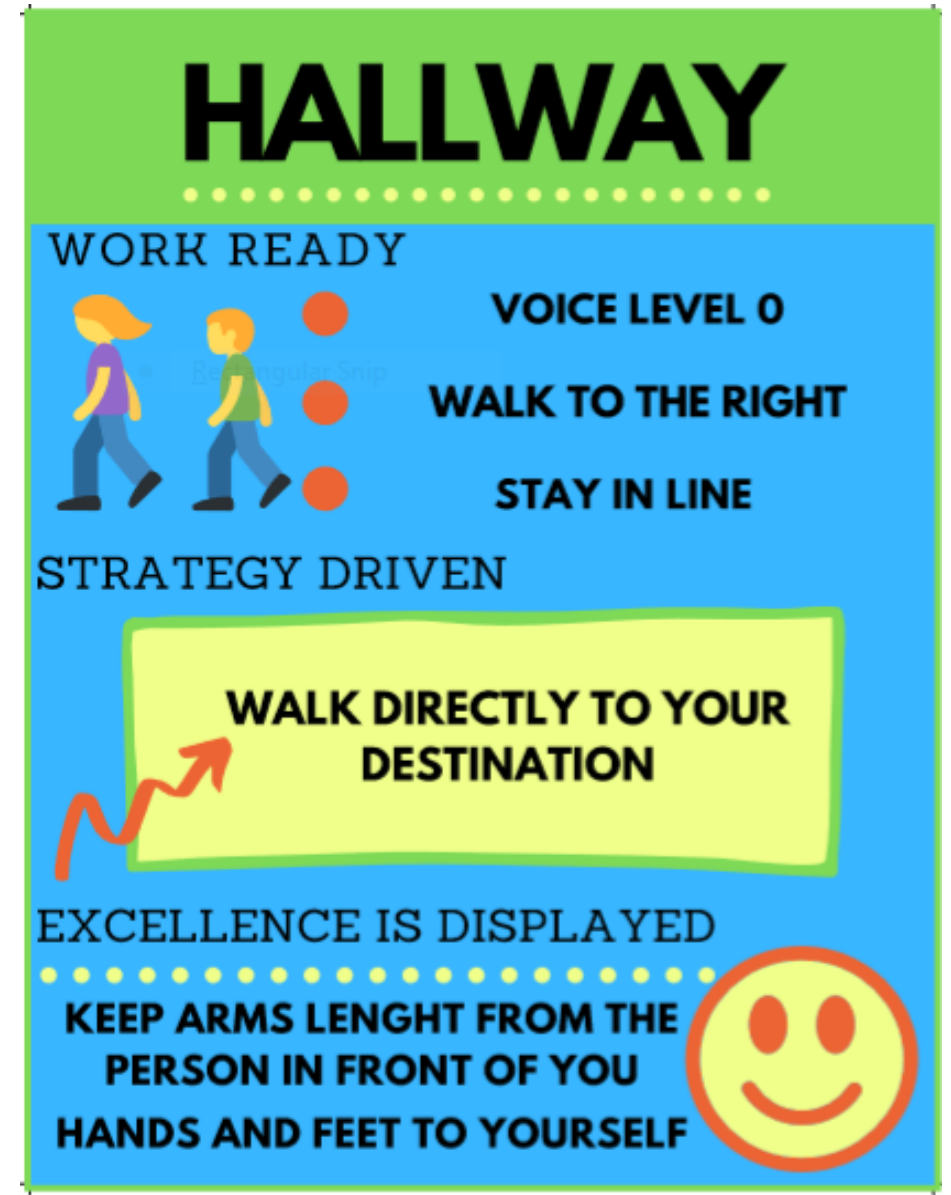 HALLWAY
WORK READY
VOICE LEVEL 0
Rectangular Snip
WALK TO THE RIGHT
STAY IN LINE
STRATEGY DRIVEN
WALK DIRECTLY TO YOUR
DESTINATION
EXCELLENCE IS DISPLAYED
KEEP ARMS LENGHT FROM THE
PERSON IN FRONT OF YOU
HANDS AND FEET TO YOURSELF